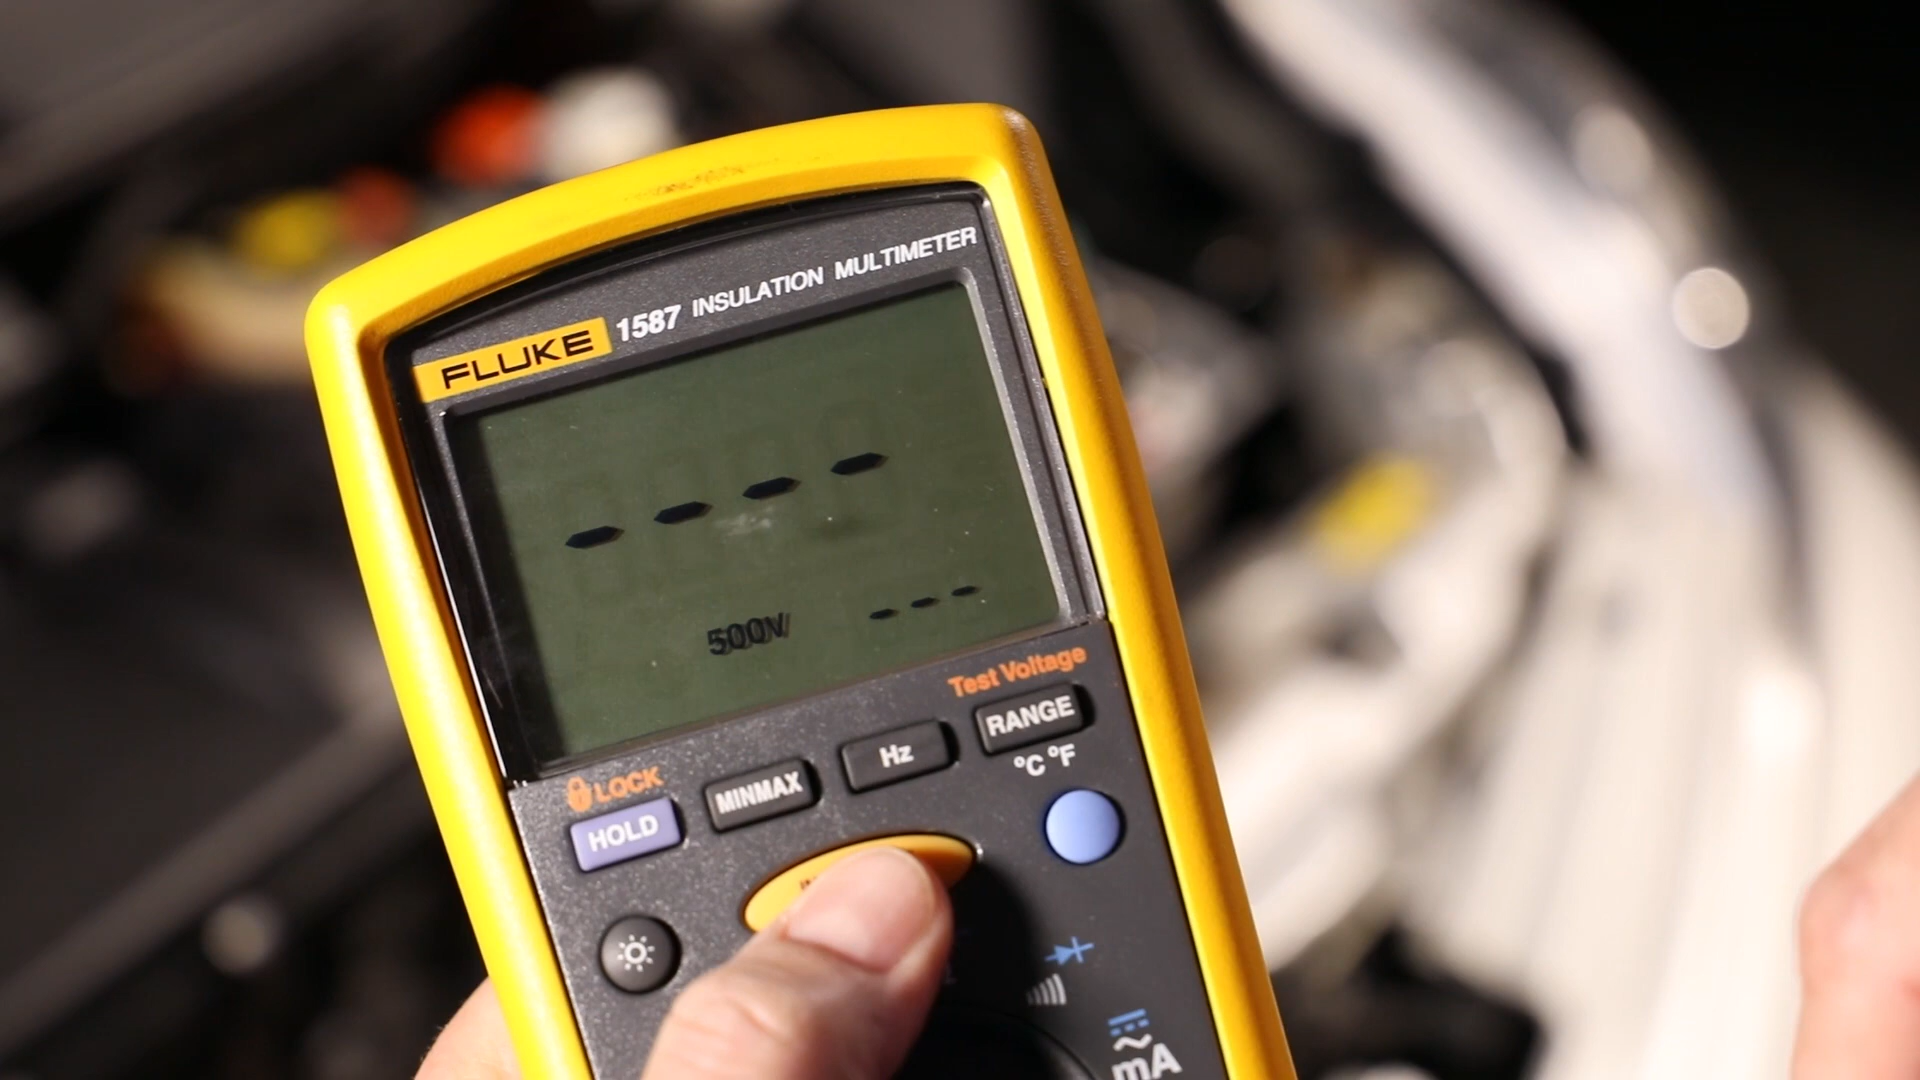 FLUKE 1587 INSULATION MULTIMETER
- - - -
500V - - -
Test Voltage
LOCK
HOLD MINMAX Hz RANGE
°C °F
mA